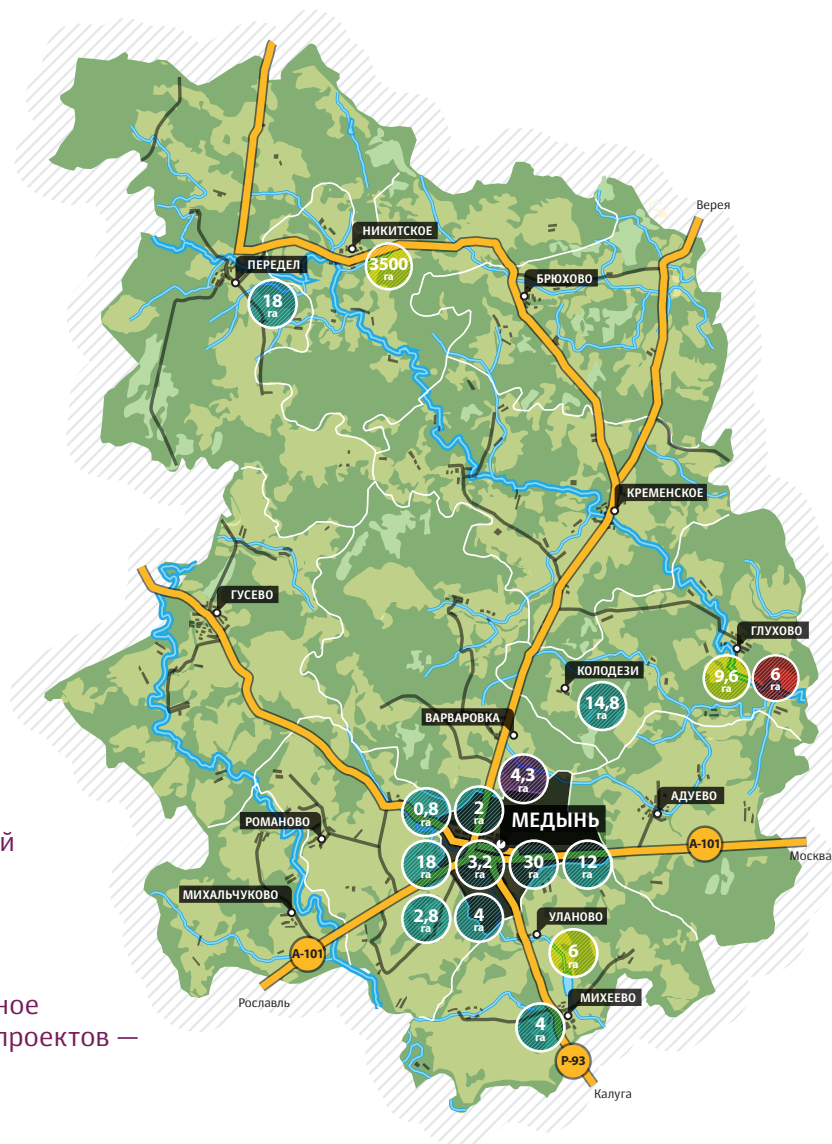 Верея
НИКИТСКОЕ
ПЕРЕДЕЛ
3500
га
БРЮХОВО
18
га
КРЕМЕНСКОЕ
ГУСЕВО
ГЛУХОВО
КОЛОДЕЗИ
9,6
га
6
га
14,8
га
ВАРВАРОВКА
4,3
га
АДУЕВО
0,8
га
2
га
МЕДЫНЬ
РОМАНОВО
й
А-101
Москва
18
га
3,2
га
30
га
12
га
МИХАЛЬЧУКОВО
2,8
га
4
га
УЛАНОВО
А-101
6
га
Рославль
ное
проектов —
МИХЕЕВО
4
га
Р-93
Калуга